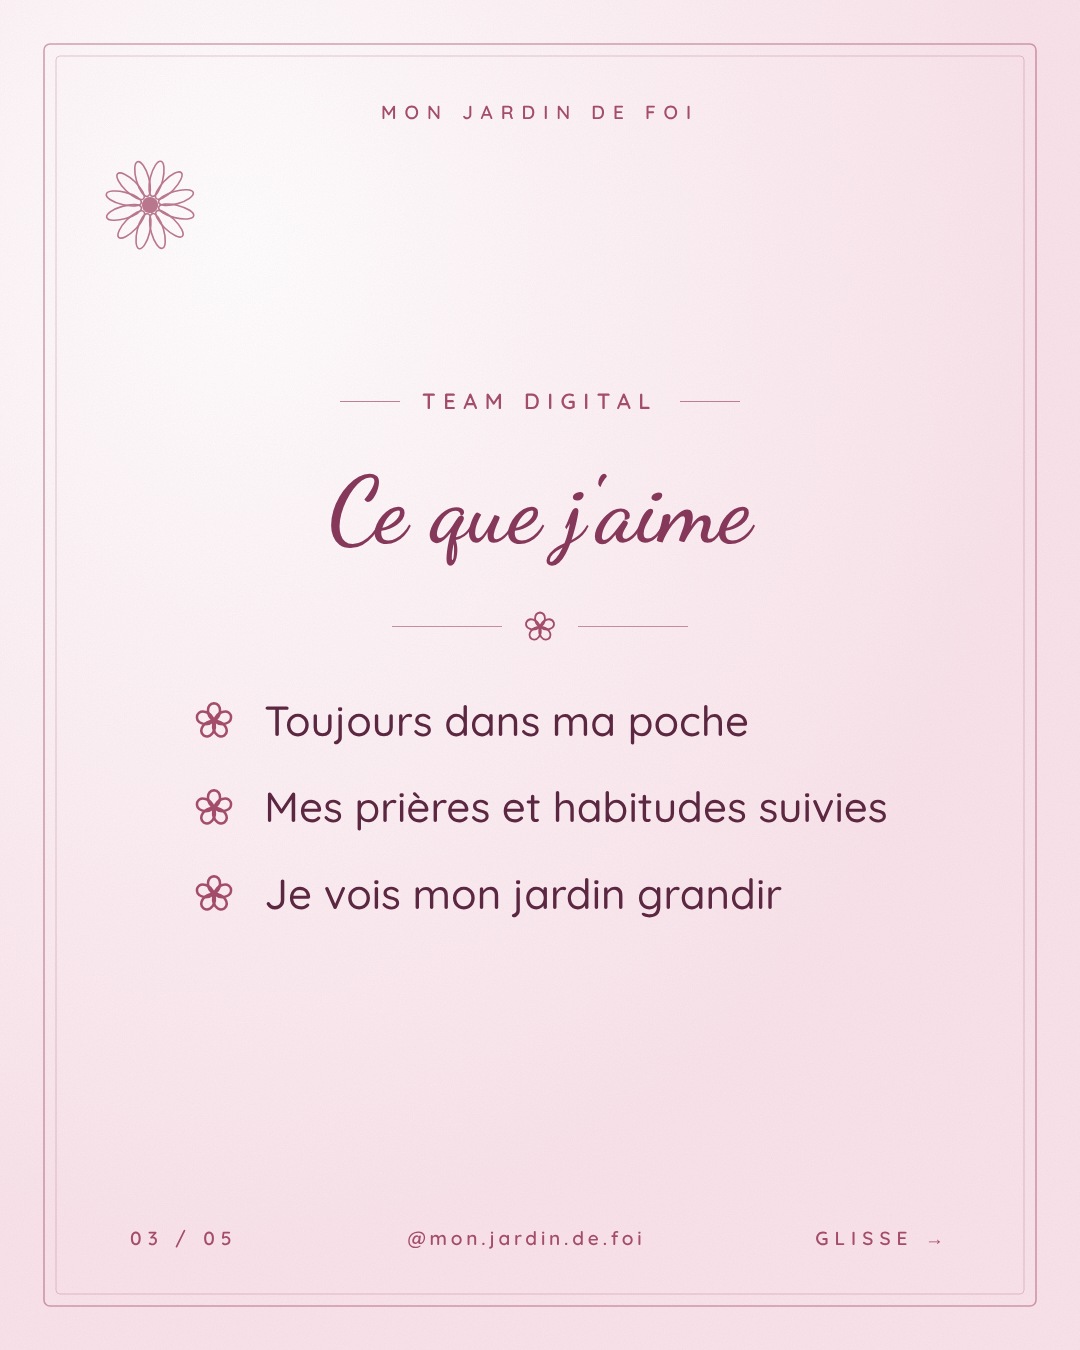 MON JARDIN DE FOI
TEAM DIGITAL
Ce que j'aime
Toujours dans ma poche
Mes prières et habitudes suivies
Je vois mon jardin grandir
03 / 05
@mon.jardin.de.foi
GLISSE →